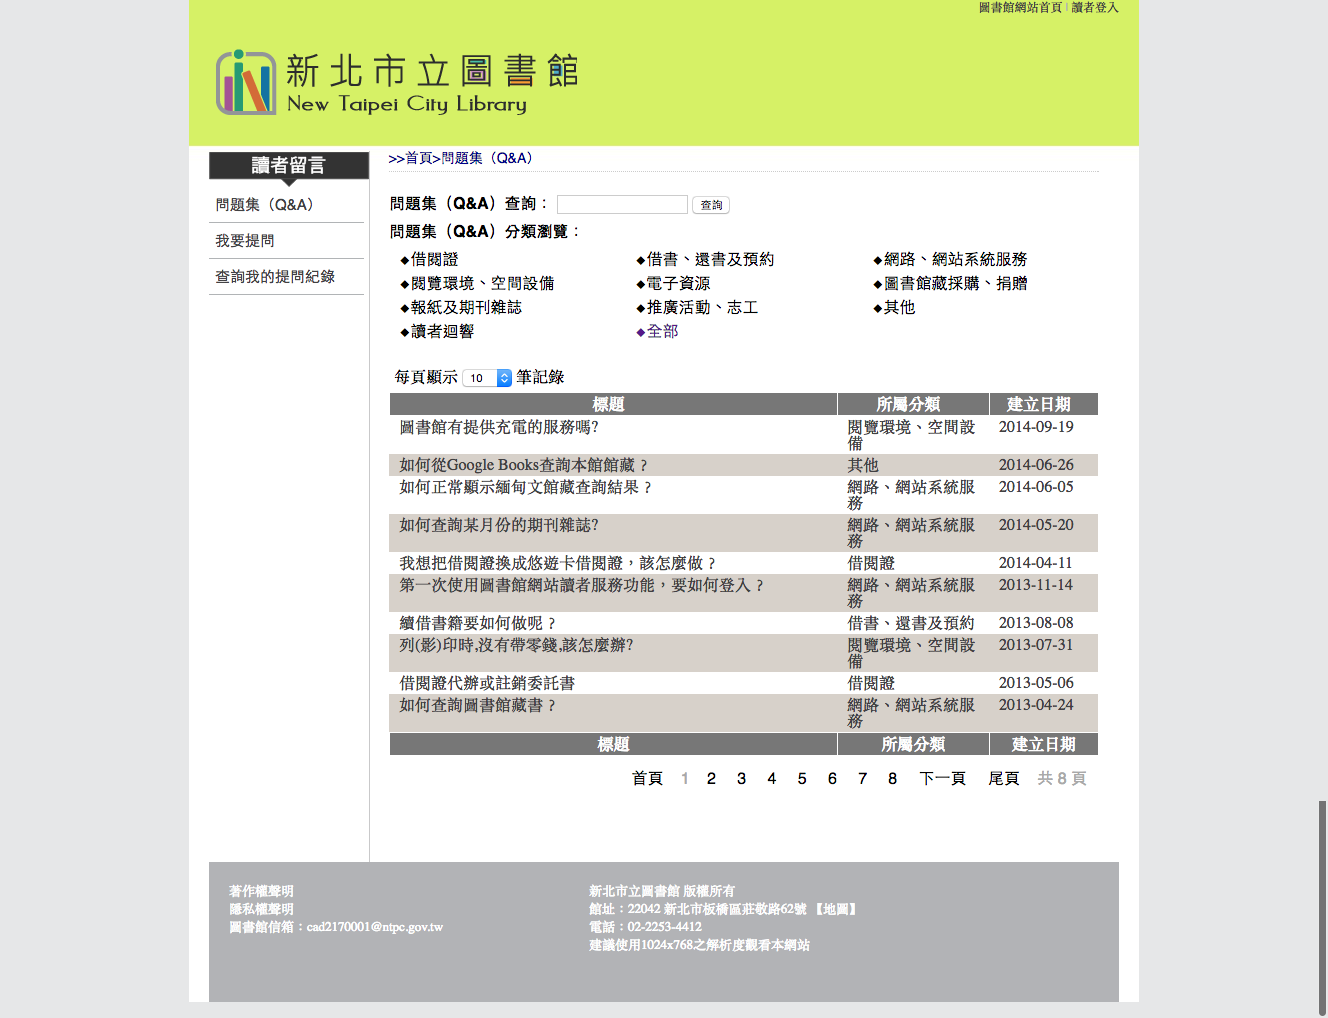 圖書館網站首頁 | 讀者登入
新北市立圖書館
New Taipei City Library
讀者留言
問題集（Q&A）
我要提問
查詢我的提問紀錄
>>首頁>問題集（Q&A）
問題集（Q&A）查詢： 查詢
問題集（Q&A）分類瀏覽：
◆借閱證 ◆借書、還書及預約 ◆網路、網站系統服務
◆閱覽環境、空間設備 ◆電子資源 ◆圖書館藏採購、捐贈
◆報紙及期刊雜誌 ◆推廣活動、志工 ◆其他
◆讀者迴響 ◆全部
每頁顯示 10 筆記錄
標題 所屬分類 建立日期
圖書館有提供充電的服務嗎? 閱覽環境、空間設 2014-09-19
備
如何從Google Books查詢本館館藏？ 其他 2014-06-26
如何正常顯示緬甸文館藏查詢結果？ 網路、網站系統服 2014-06-05
務
如何查詢某月份的期刊雜誌? 網路、網站系統服 2014-05-20
務
我想把借閱證換成悠遊卡借閱證，該怎麼做？ 借閱證 2014-04-11
第一次使用圖書館網站讀者服務功能，要如何登入？ 網路、網站系統服 2013-11-14
務
續借書籍要如何做呢？ 借書、還書及預約 2013-08-08
列(影)印時,沒有帶零錢,該怎麼辦? 閱覽環境、空間設 2013-07-31
備
借閱證代辦或註銷委託書 借閱證 2013-05-06
如何查詢圖書館藏書？ 網路、網站系統服 2013-04-24
務
標題 所屬分類 建立日期
首頁 1 2 3 4 5 6 7 8 下一頁 尾頁 共 8 頁
著作權聲明
隱私權聲明
圖書館信箱：cad2170001@ntpc.gov.tw
新北市立圖書館 版權所有
館址：22042 新北市板橋區莊敬路62號 【地圖】
電話：02-2253-4412
建議使用1024x768之解析度觀看本網站